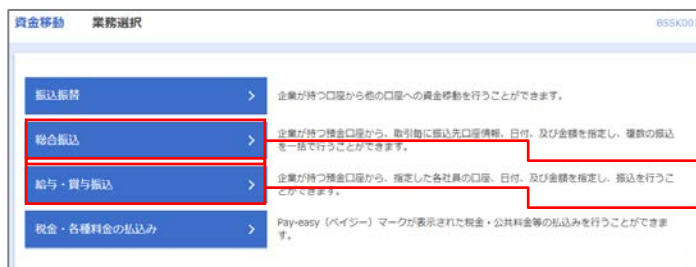 資金移動 業務選択 BSSK001
振込振替
企業が持つ口座から他の口座への資金移動を行うことができます。
総合振込
企業が持つ預金口座から、取引毎に振込先口座情報、日付、及び金額を指定し、複数の振込
を一括で行うことができます。
給与・賞与振込
企業が持つ預金口座から、指定した各社員の口座、日付、及び金額を指定し、振込を行うこ
とができます。
税金・各種料金の払込み
Pay-easy（ペイジー）マークが表示された税金・公共料金等の払込みを行うことができま
す。